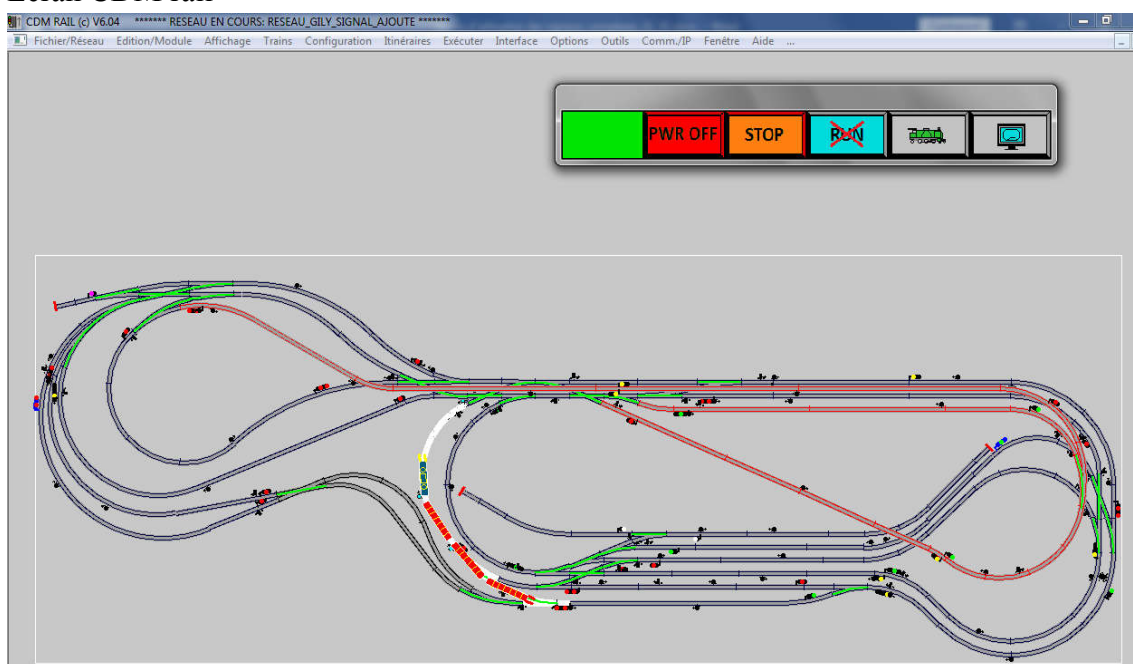 Ecran CDM rail
CDM RAIL (c) V6.04 ******* RESEAU EN COURS: RESEAU_GILY_SIGNAL_AJOUTE *******
Fichier/Réseau Edition/Module Affichage Trains Configuration Itinéraires Exécuter Interface Options Outils Comm./IP Fenêtre Aide ...
PWR OFF STOP RUN